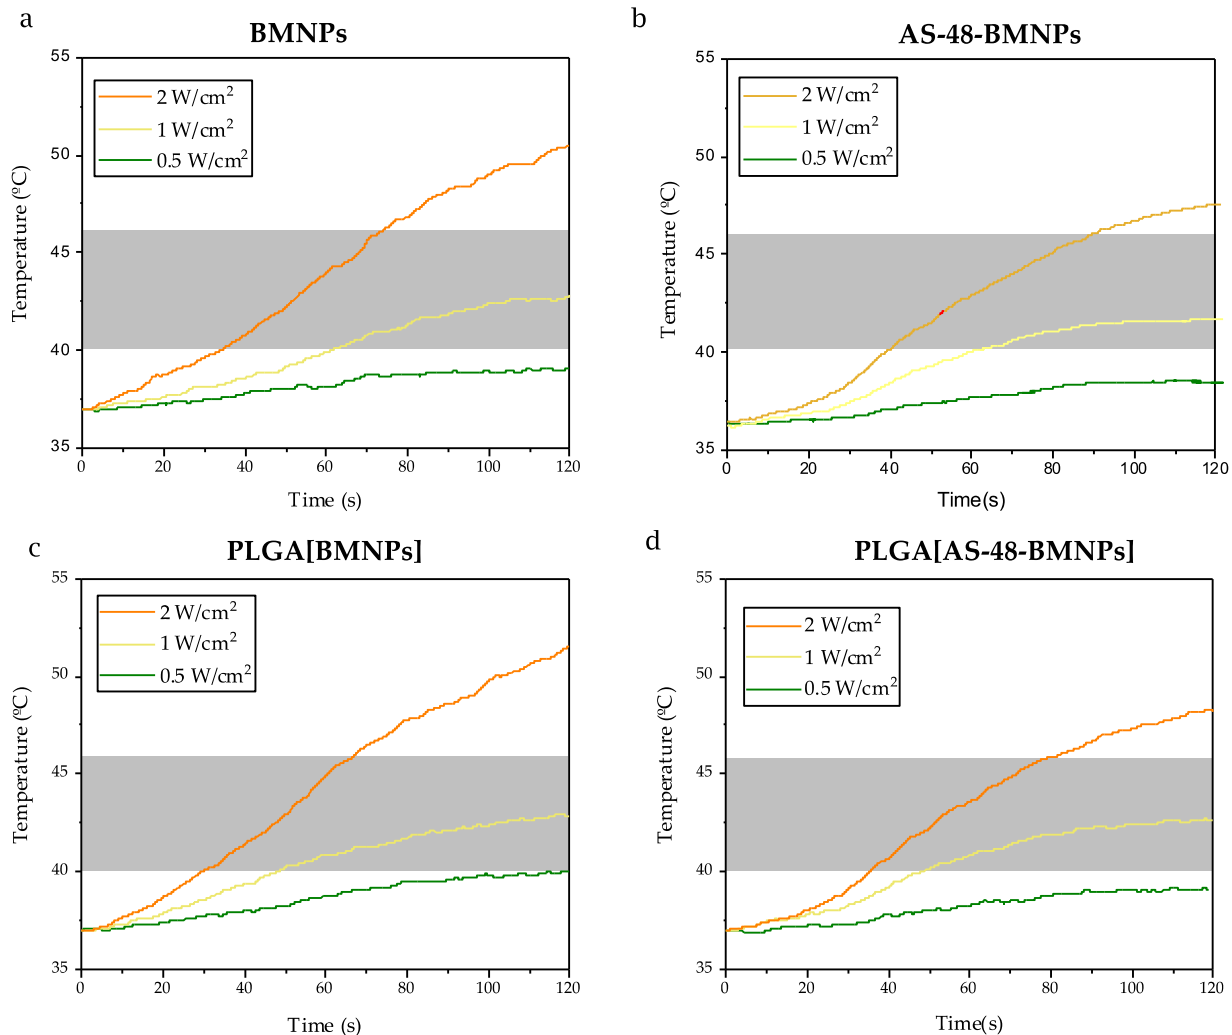 a
BMNPs
55
50
45
40
35
Temperature (ºC)
2 W/cm²
1 W/cm²
0.5 W/cm²
0 20 40 60 80 100 120
Time (s)
b
AS-48-BMNPs
55
50
45
40
35
Temperature (ºC)
2 W/cm²
1 W/cm²
0.5 W/cm²
0 20 40 60 80 100 120
Time(s)
c
PLGA[BMNPs]
55
50
45
40
35
Temperature (ºC)
2 W/cm²
1 W/cm²
0.5 W/cm²
0 20 40 60 80 100 120
Time (s)
d
PLGA[AS-48-BMNPs]
55
50
45
40
35
Temperature (ºC)
2 W/cm²
1 W/cm²
0.5 W/cm²
0 20 40 60 80 100 120
Time(s)